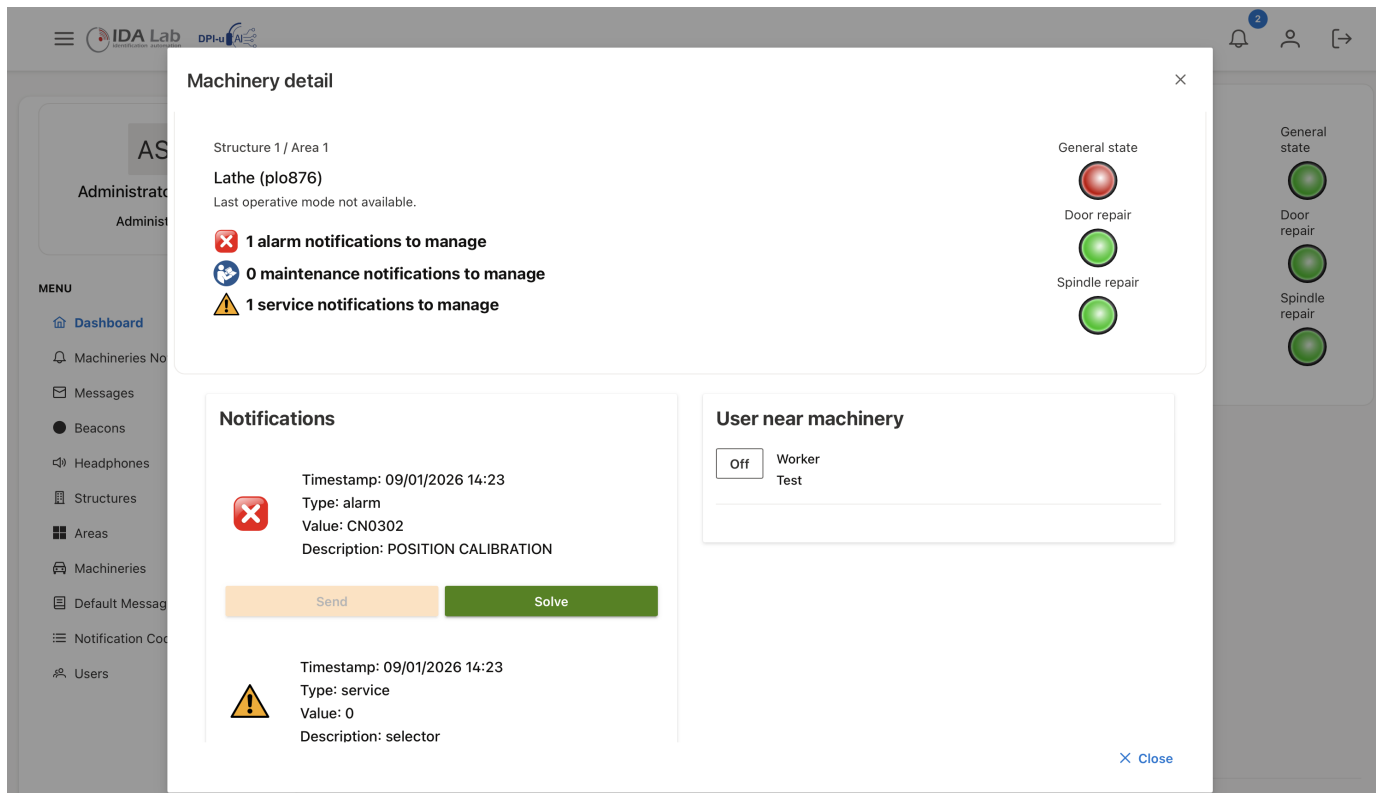 IDA Lab
identification automation
DPI-u AI
2
Machinery detail
AS
Administrato
Administ
MENU
Dashboard
Machineries No
Messages
Beacons
Headphones
Structures
Areas
Machineries
Default Messag
Notification Coc
Users
Structure 1 / Area 1
Lathe (plo876)
Last operative mode not available.
1 alarm notifications to manage
0 maintenance notifications to manage
1 service notifications to manage
General state
Door repair
Spindle repair
Notifications
Timestamp: 09/01/2026 14:23
Type: alarm
Value: CN0302
Description: POSITION CALIBRATION
Send
Solve
Timestamp: 09/01/2026 14:23
Type: service
Value: 0
Description: selector
User near machinery
Off
Worker
Test
Close
General
state
Door
repair
Spindle
repair